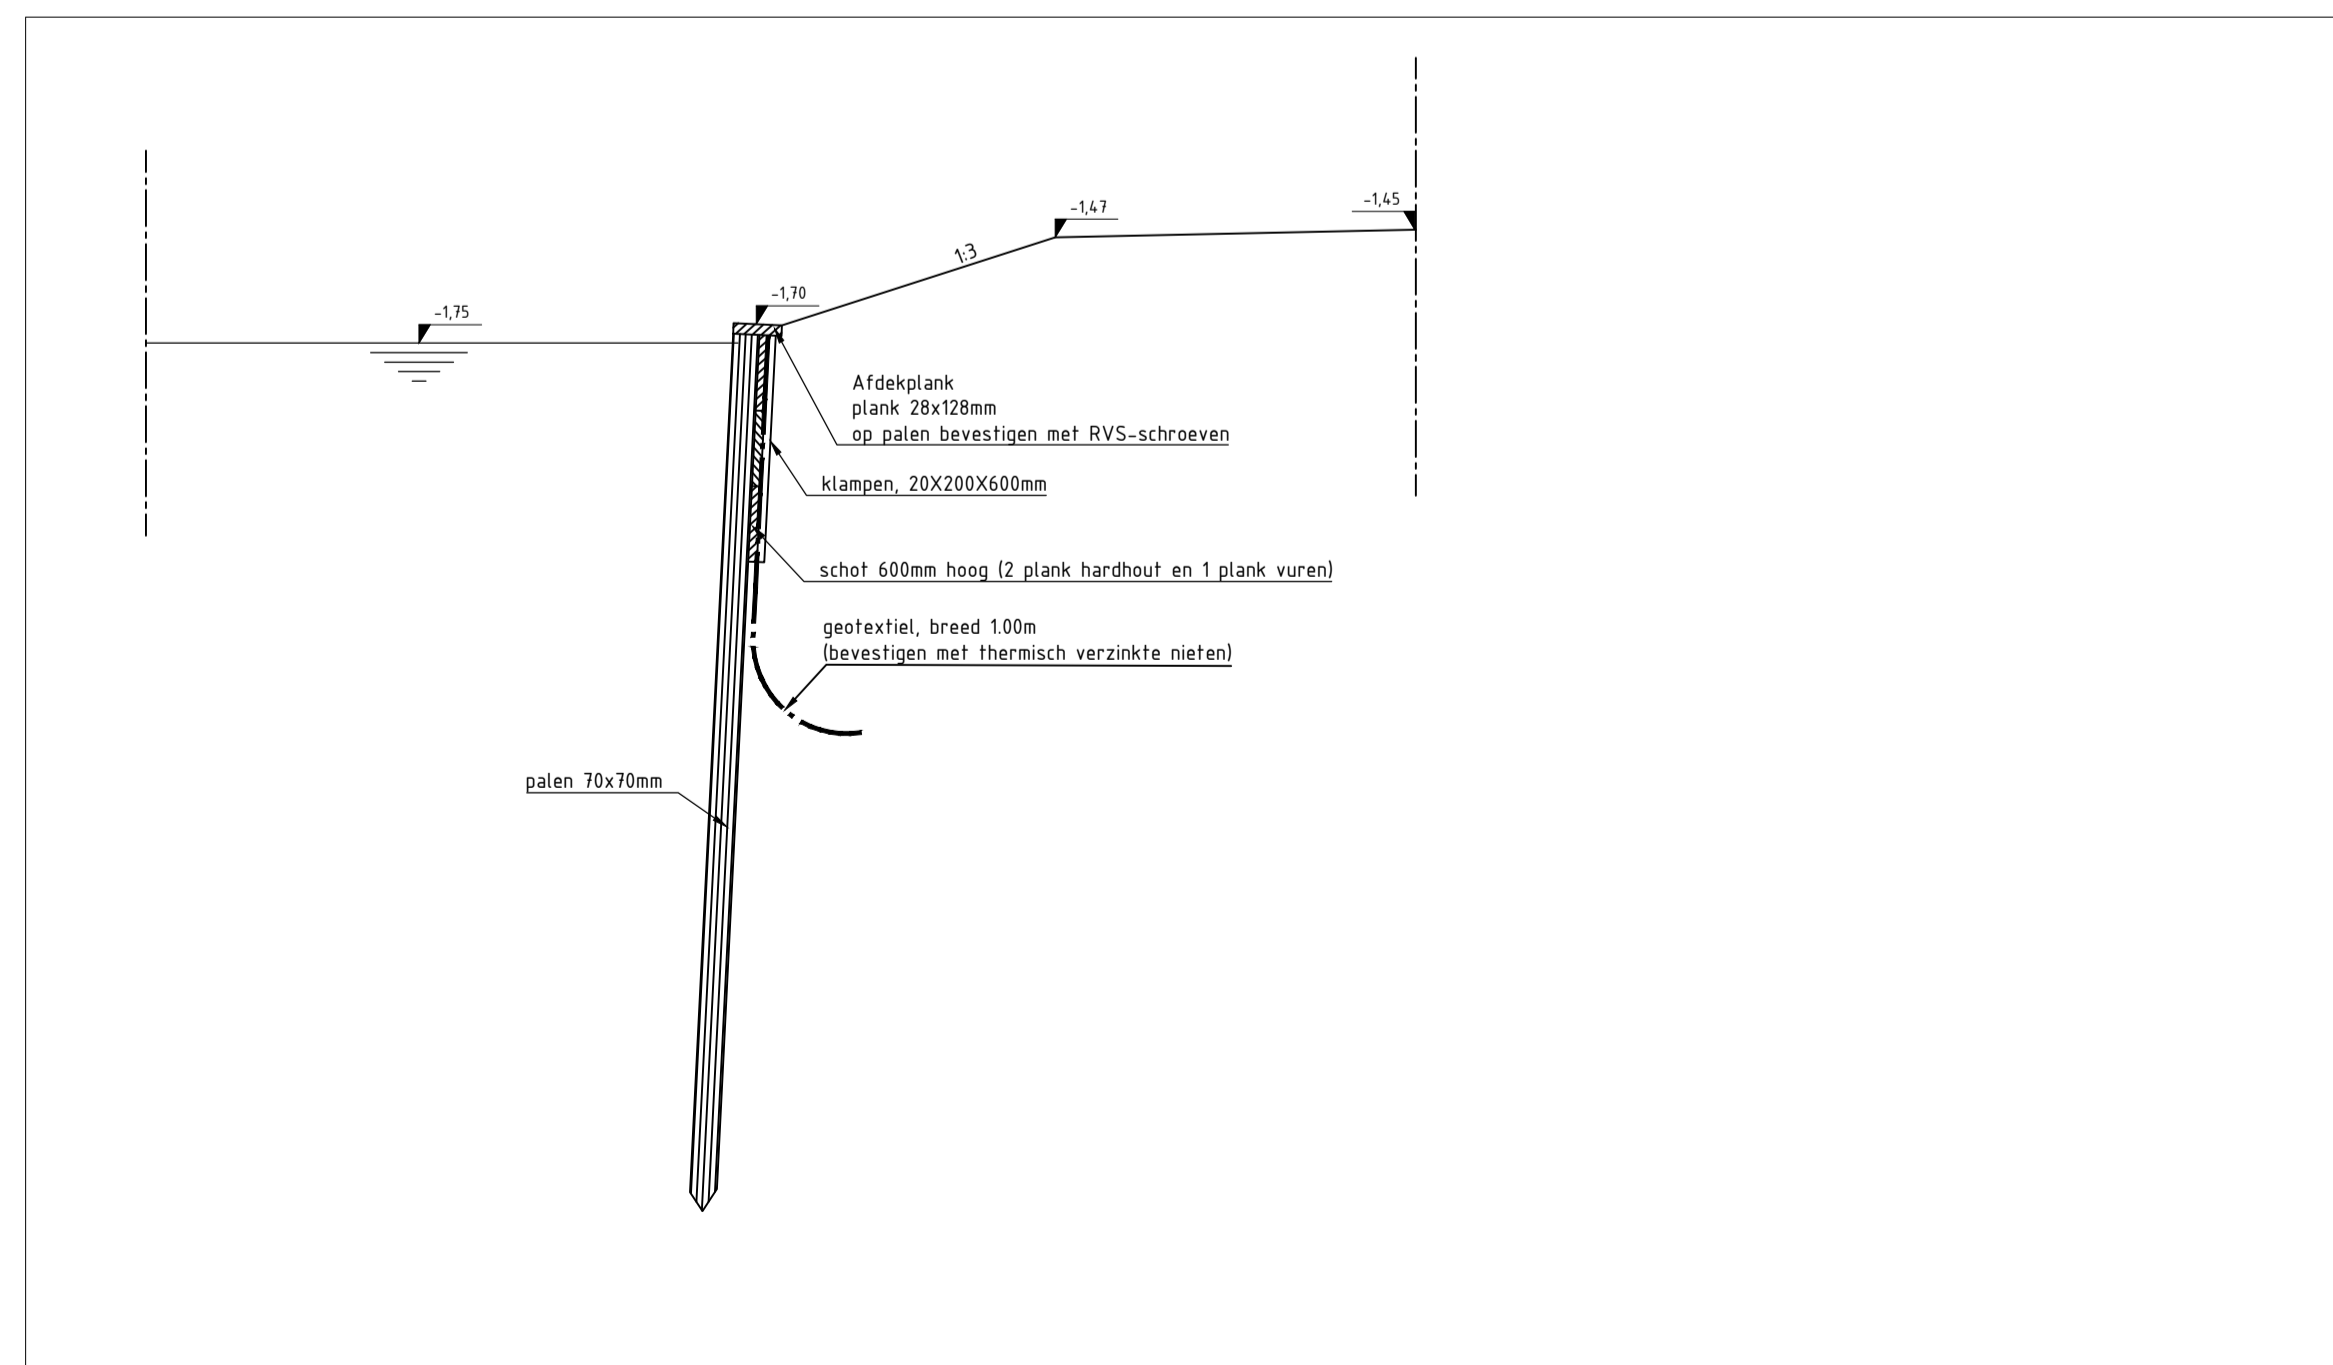 -1,45
-1,47
1:3
-1,70
-1,75
Afdekplank
plank 28x128mm
op palen bevestigen met RVS-schroeven
klampen, 20X200X600mm
schot 600mm hoog (2 plank hardhout en 1 plank vuren)
geotextiel, breed 1.00m
(bevestigen met thermisch verzinkte nieten)
palen 70x70mm